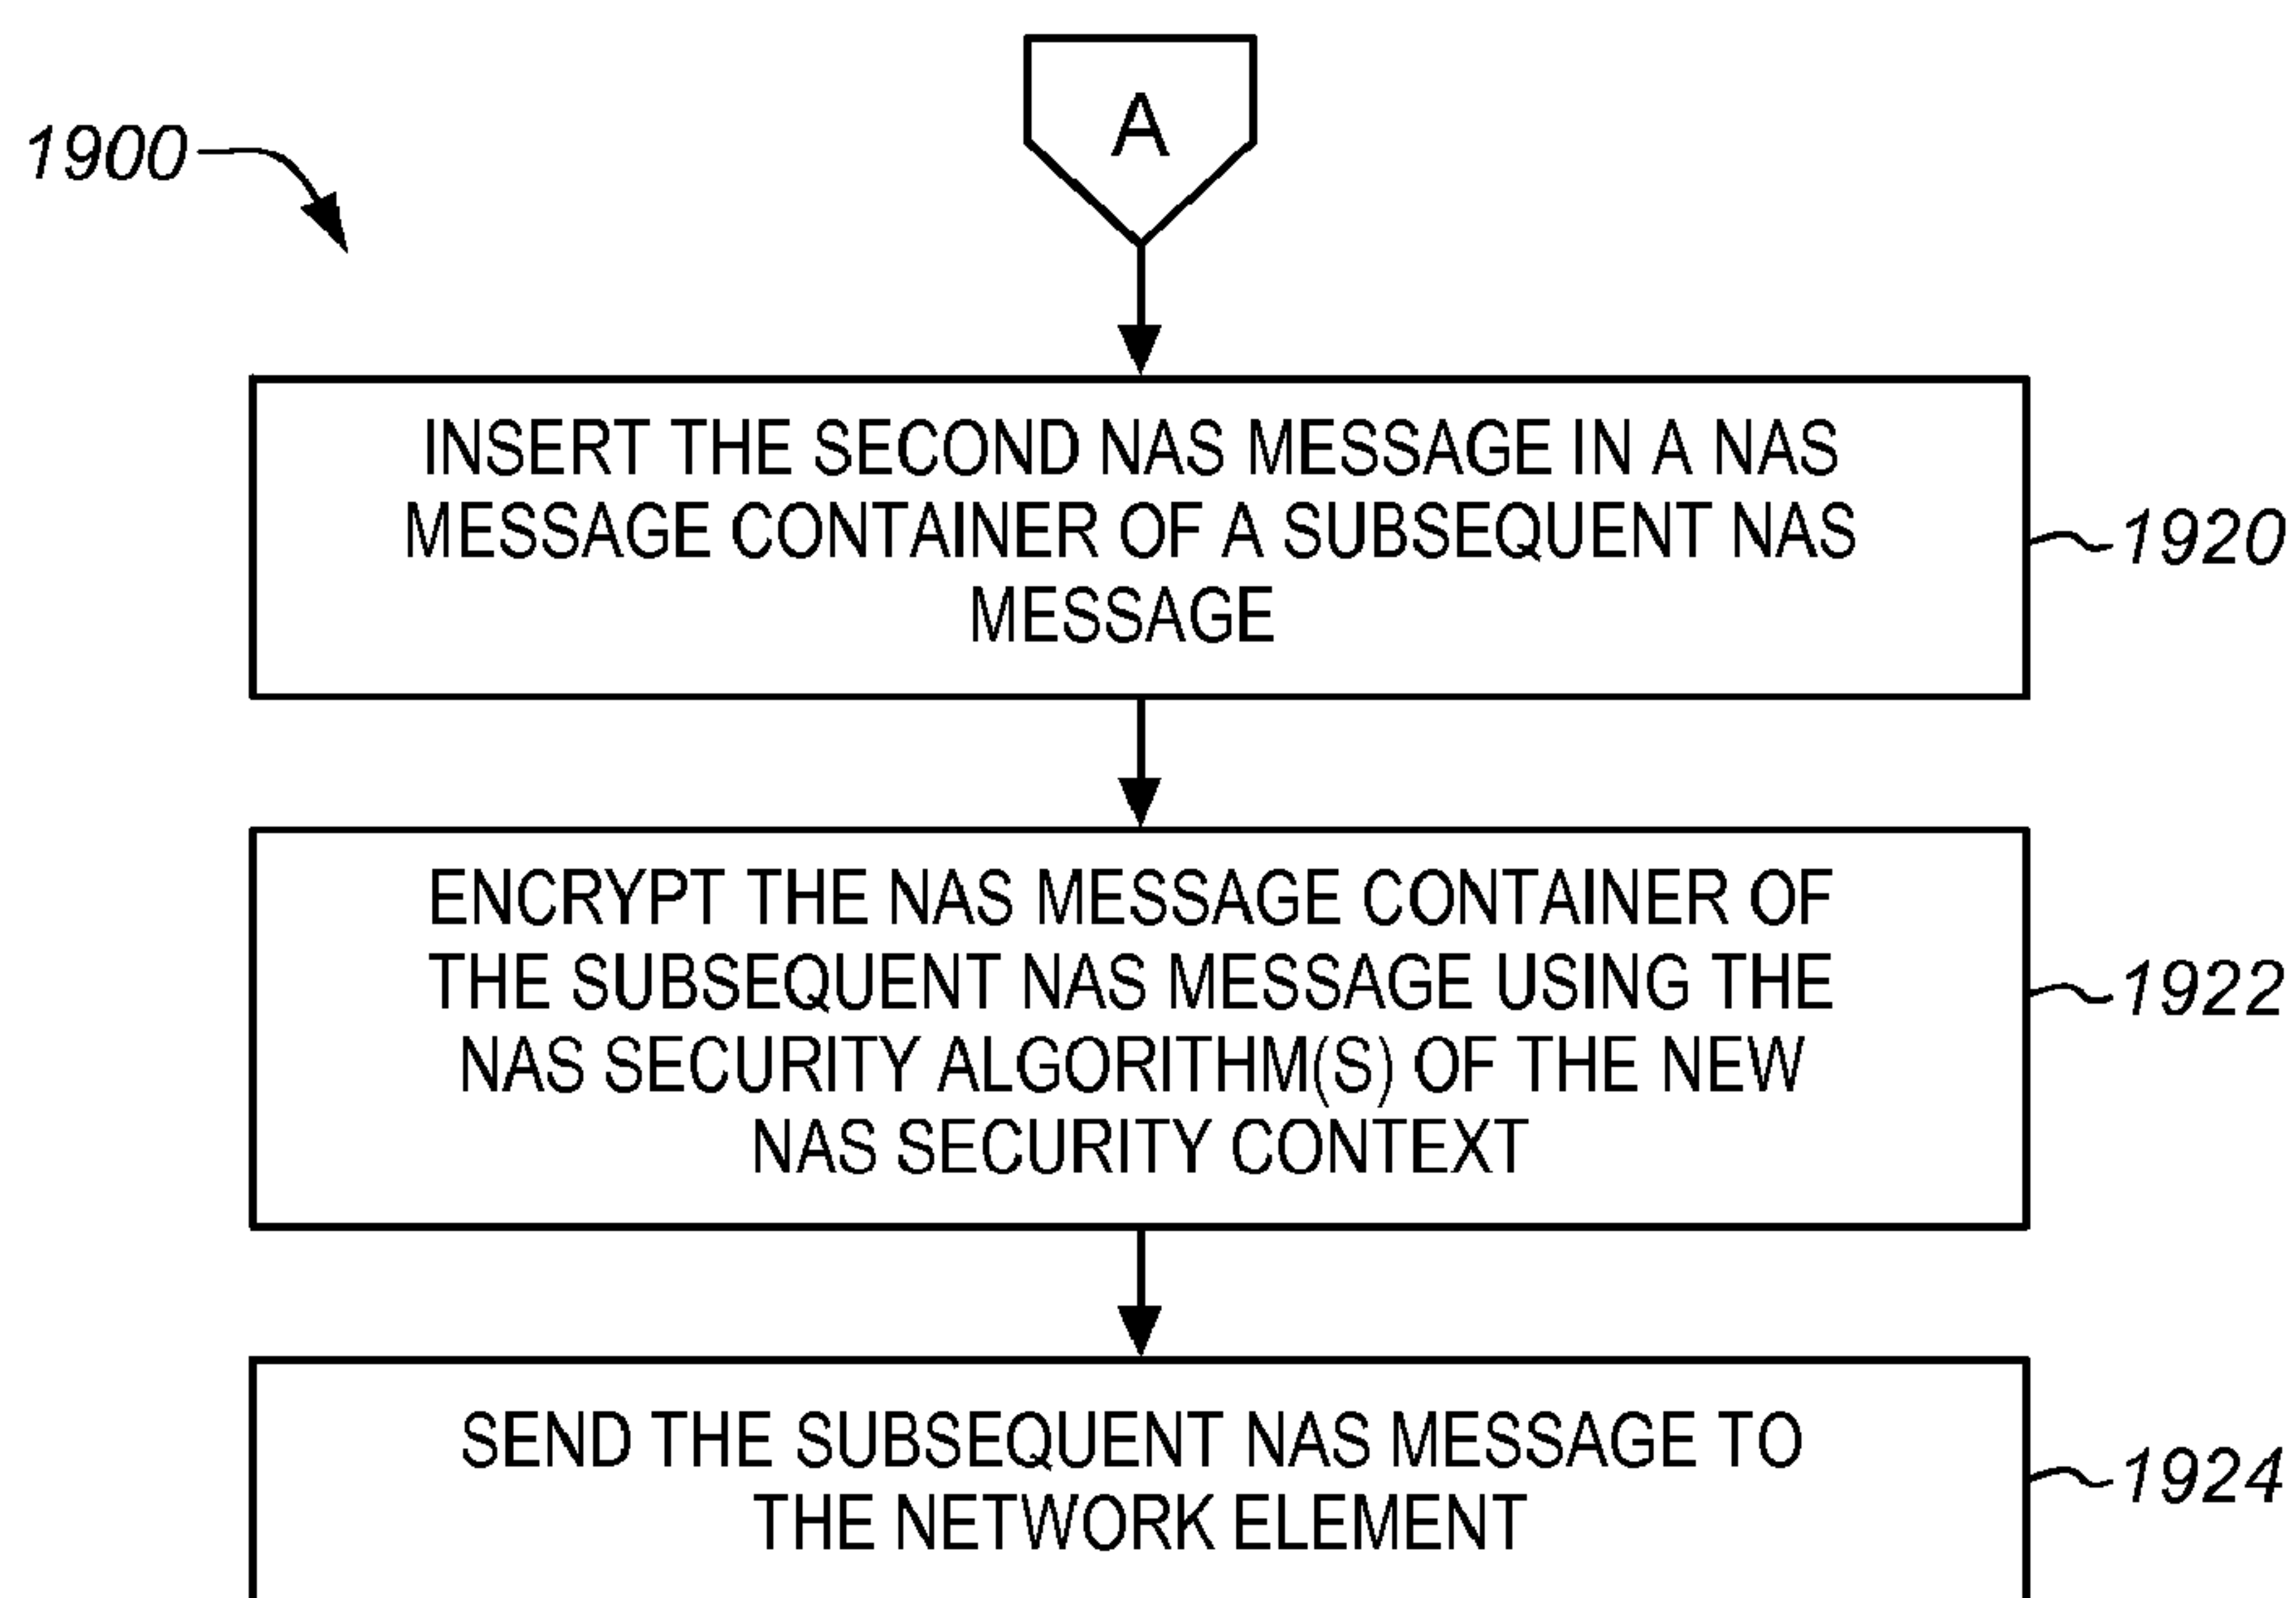 A
1900
INSERT THE SECOND NAS MESSAGE IN A NAS
MESSAGE CONTAINER OF A SUBSEQUENT NAS
MESSAGE
1920
ENCRYPT THE NAS MESSAGE CONTAINER OF
THE SUBSEQUENT NAS MESSAGE USING THE
NAS SECURITY ALGORITHM(S) OF THE NEW
NAS SECURITY CONTEXT
1922
SEND THE SUBSEQUENT NAS MESSAGE TO
THE NETWORK ELEMENT
1924